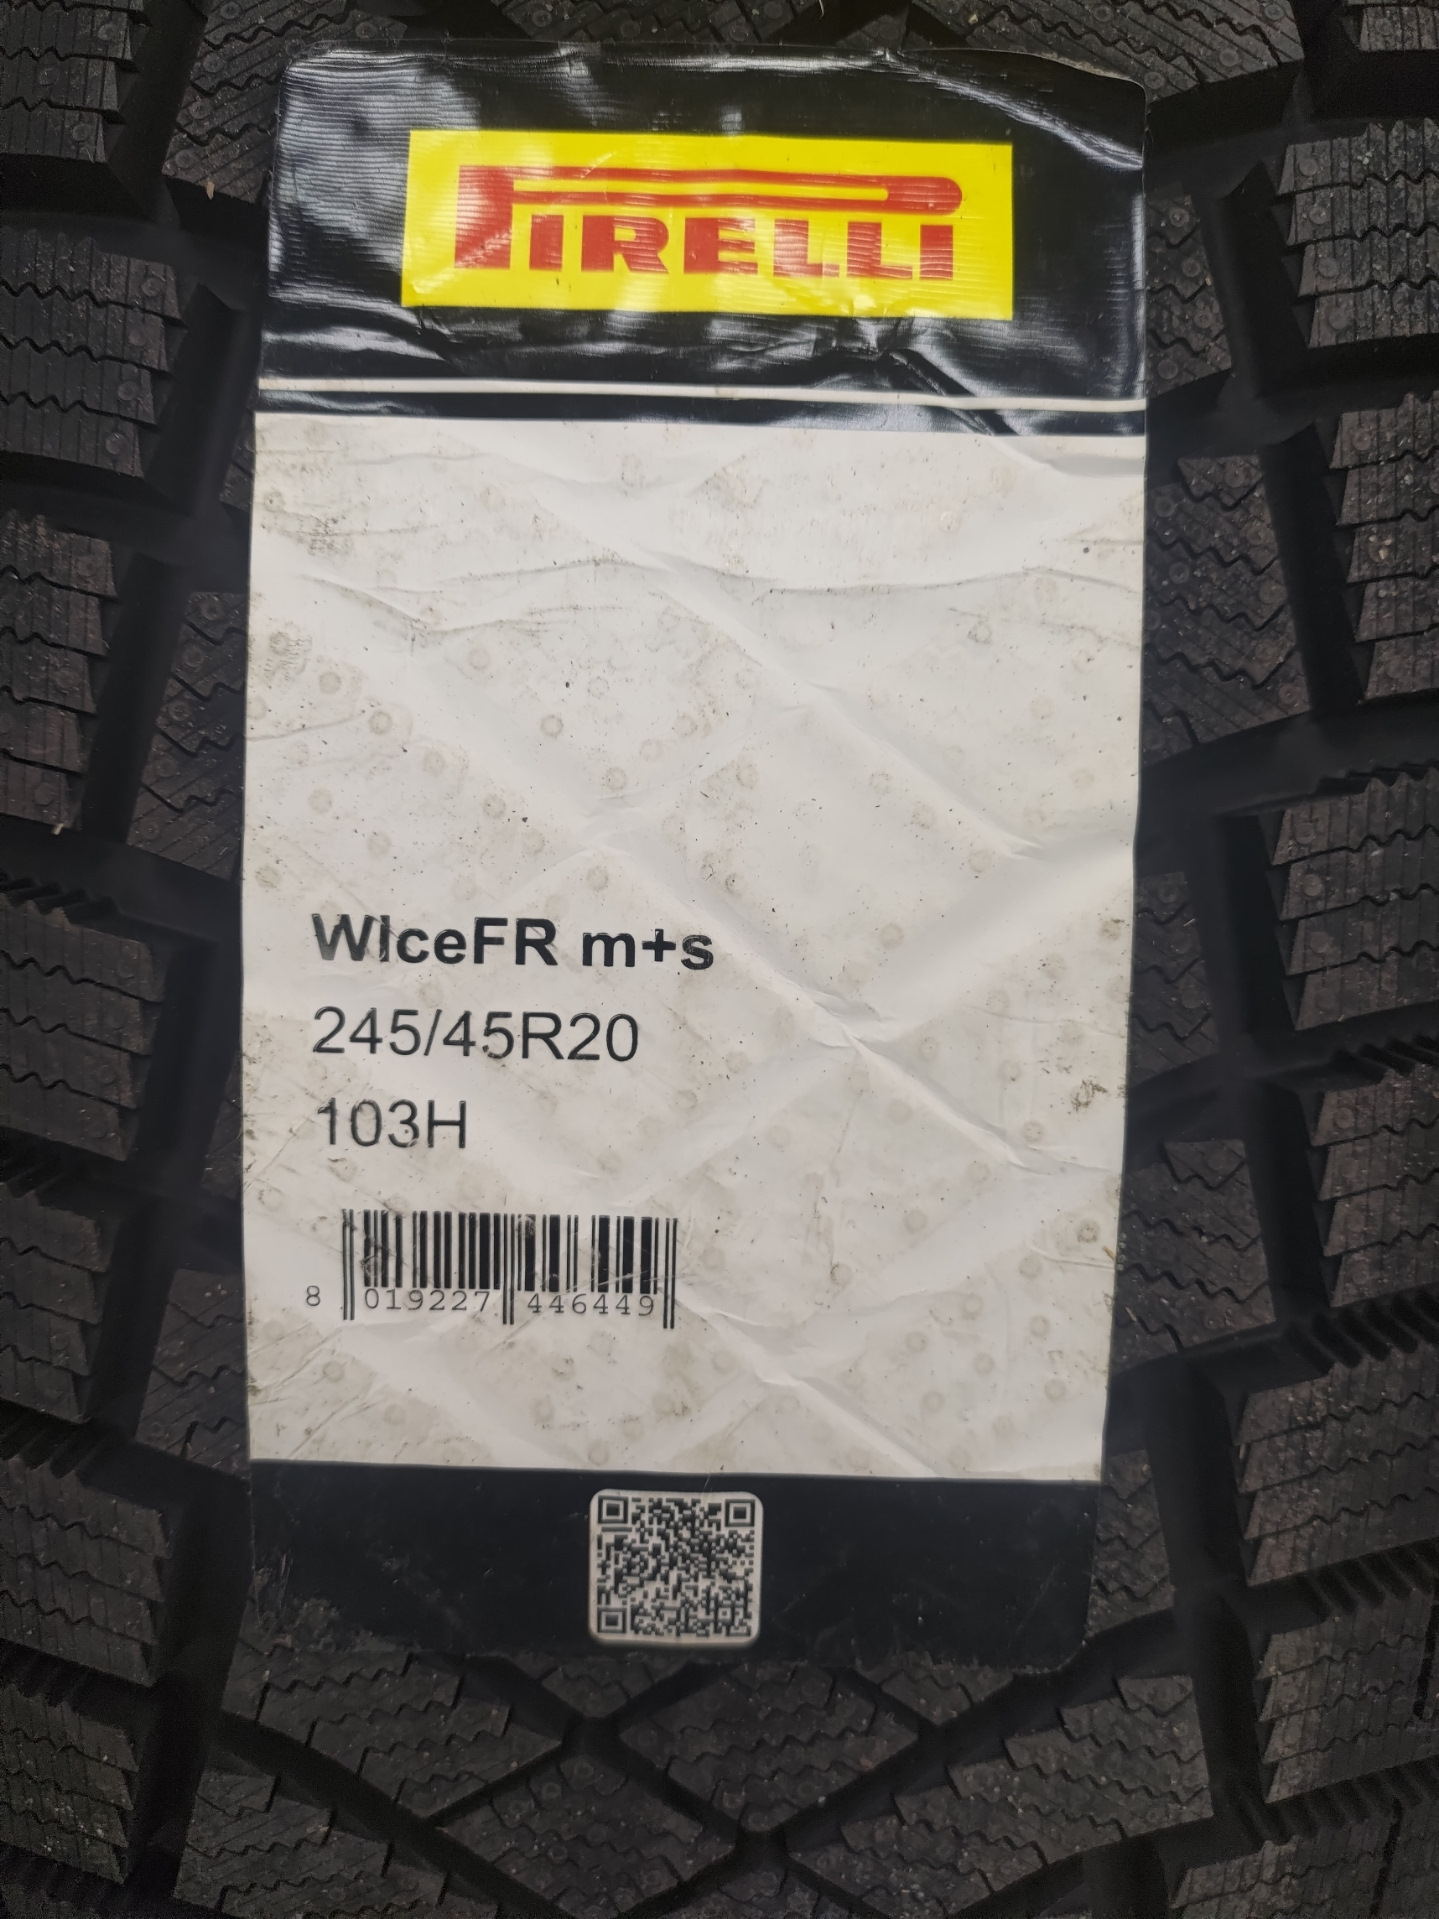 PIRELLI
WIceFR m+s
245/45R20
103H
8 019227 446449